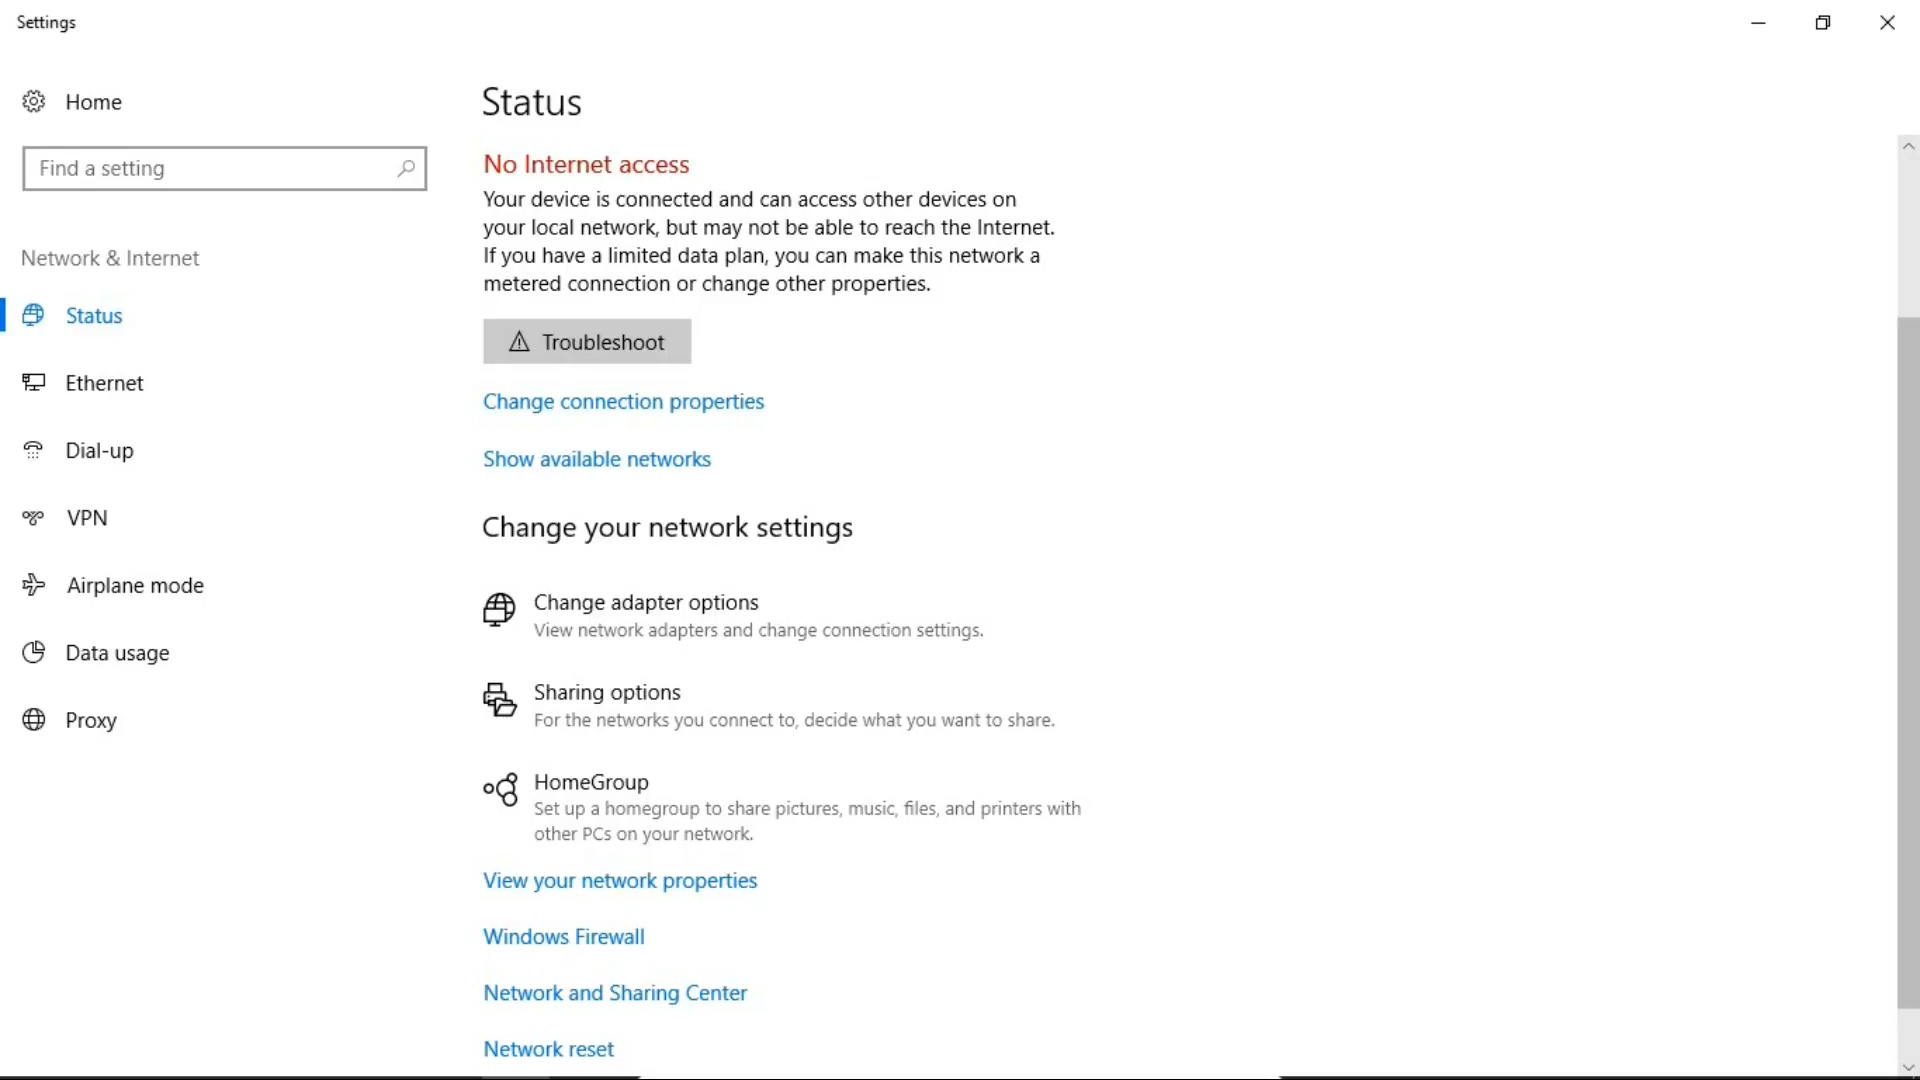 Settings
Home
Find a setting
Network & Internet
Status
Ethernet
Dial-up
VPN
Airplane mode
Data usage
Proxy
Status
No Internet access
Your device is connected and can access other devices on
your local network, but may not be able to reach the Internet.
If you have a limited data plan, you can make this network a
metered connection or change other properties.
Troubleshoot
Change connection properties
Show available networks
Change your network settings
Change adapter options
View network adapters and change connection settings.
Sharing options
For the networks you connect to, decide what you want to share.
HomeGroup
Set up a homegroup to share pictures, music, files, and printers with
other PCs on your network.
View your network properties
Windows Firewall
Network and Sharing Center
Network reset